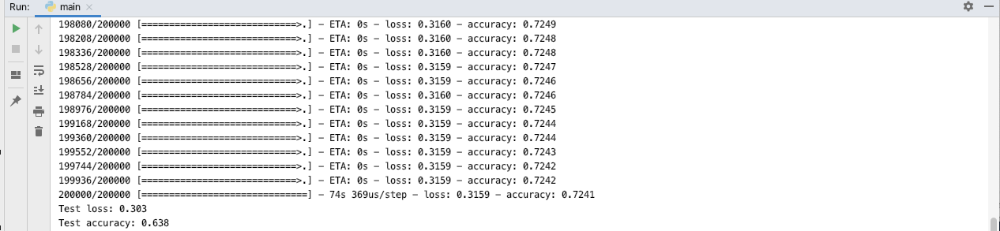 Run: main
198080/200000 [============================>.] - ETA: 0s - loss: 0.3160 - accuracy: 0.7249
198208/200000 [============================>.] - ETA: 0s - loss: 0.3160 - accuracy: 0.7248
198336/200000 [============================>.] - ETA: 0s - loss: 0.3160 - accuracy: 0.7248
198528/200000 [============================>.] - ETA: 0s - loss: 0.3159 - accuracy: 0.7247
198656/200000 [============================>.] - ETA: 0s - loss: 0.3159 - accuracy: 0.7246
198784/200000 [============================>.] - ETA: 0s - loss: 0.3160 - accuracy: 0.7246
198976/200000 [============================>.] - ETA: 0s - loss: 0.3159 - accuracy: 0.7245
199168/200000 [============================>.] - ETA: 0s - loss: 0.3159 - accuracy: 0.7244
199360/200000 [============================>.] - ETA: 0s - loss: 0.3159 - accuracy: 0.7244
199552/200000 [============================>.] - ETA: 0s - loss: 0.3159 - accuracy: 0.7243
199744/200000 [============================>.] - ETA: 0s - loss: 0.3159 - accuracy: 0.7242
199936/200000 [============================>.] - ETA: 0s - loss: 0.3159 - accuracy: 0.7242
200000/200000 [==============================] - 74s 369us/step - loss: 0.3159 - accuracy: 0.7241
Test loss: 0.303
Test accuracy: 0.638